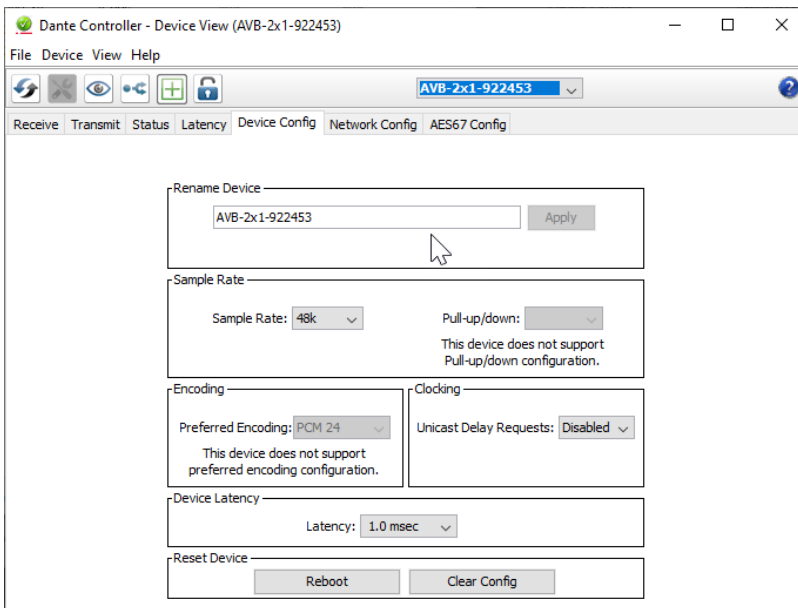 Dante Controller - Device View (AVB-2x1-922453)
File Device View Help
AVB-2x1-922453
?
Receive Transmit Status Latency Device Config Network Config AES67 Config
Rename Device
AVB-2x1-922453 Apply
Sample Rate
Sample Rate: 48k Pull-up/down:
This device does not support
Pull-up/down configuration.
Encoding
Preferred Encoding: PCM 24
This device does not support
preferred encoding configuration.
Clocking
Unicast Delay Requests: Disabled
Device Latency
Latency: 1.0 msec
Reset Device
Reboot Clear Config